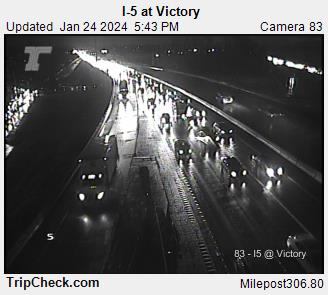 I-5 at Victory
Updated Jan 24 2024 5:43 PM Camera 83
T
S
83 - I5 @ Victory
TripCheck.com Milepost306.80